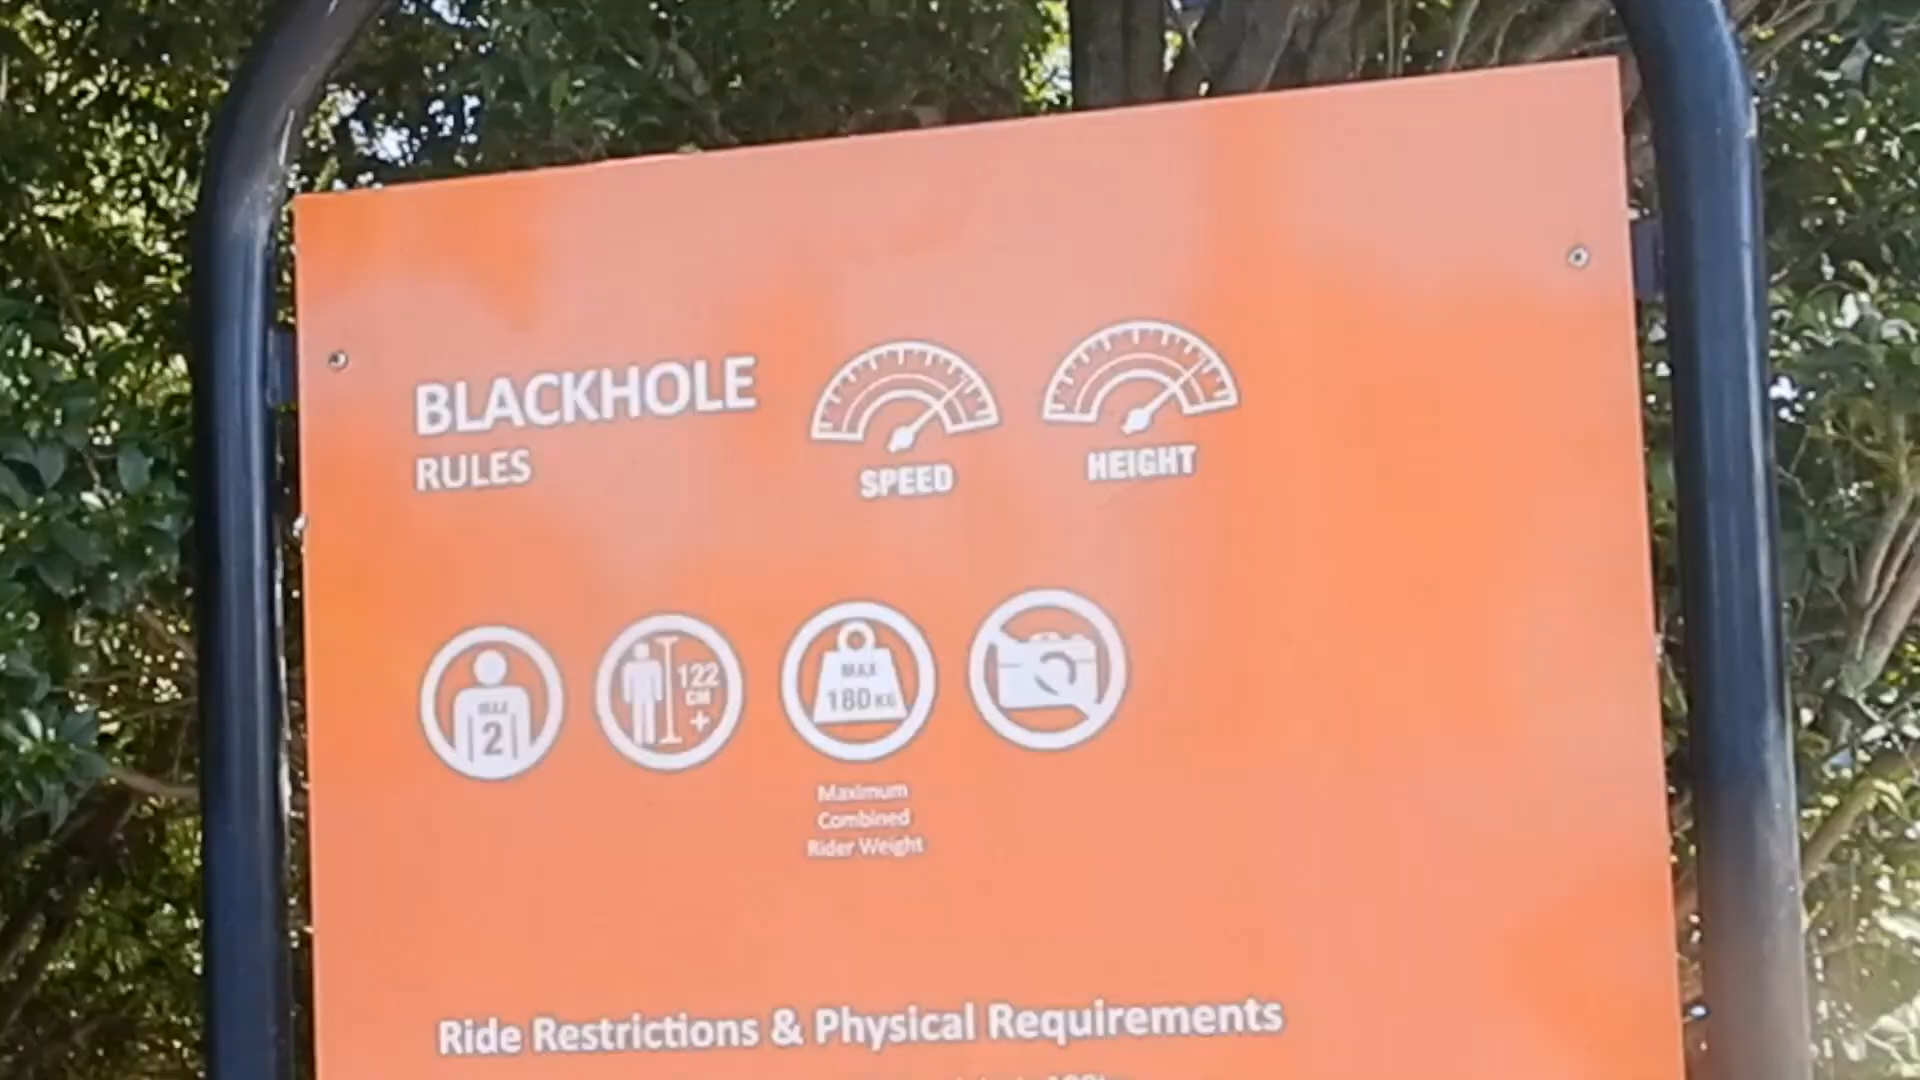 BLACKHOLE
RULES
SPEED
HEIGHT
MAX
2
122
CM
+
MAX
180 KG
Maximum
Combined
Rider Weight
Ride Restrictions & Physical Requirements